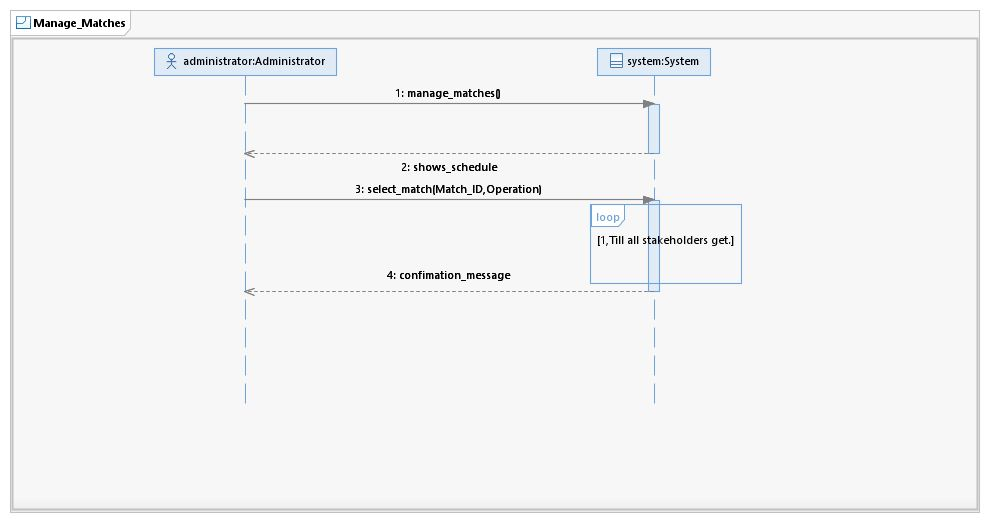 Manage_Matches
administrator:Administrator
system:System
1: manage_matches()
2: shows_schedule
3: select_match(Match_ID,Operation)
loop
[1,Till all stakeholders get.]
4: confimation_message